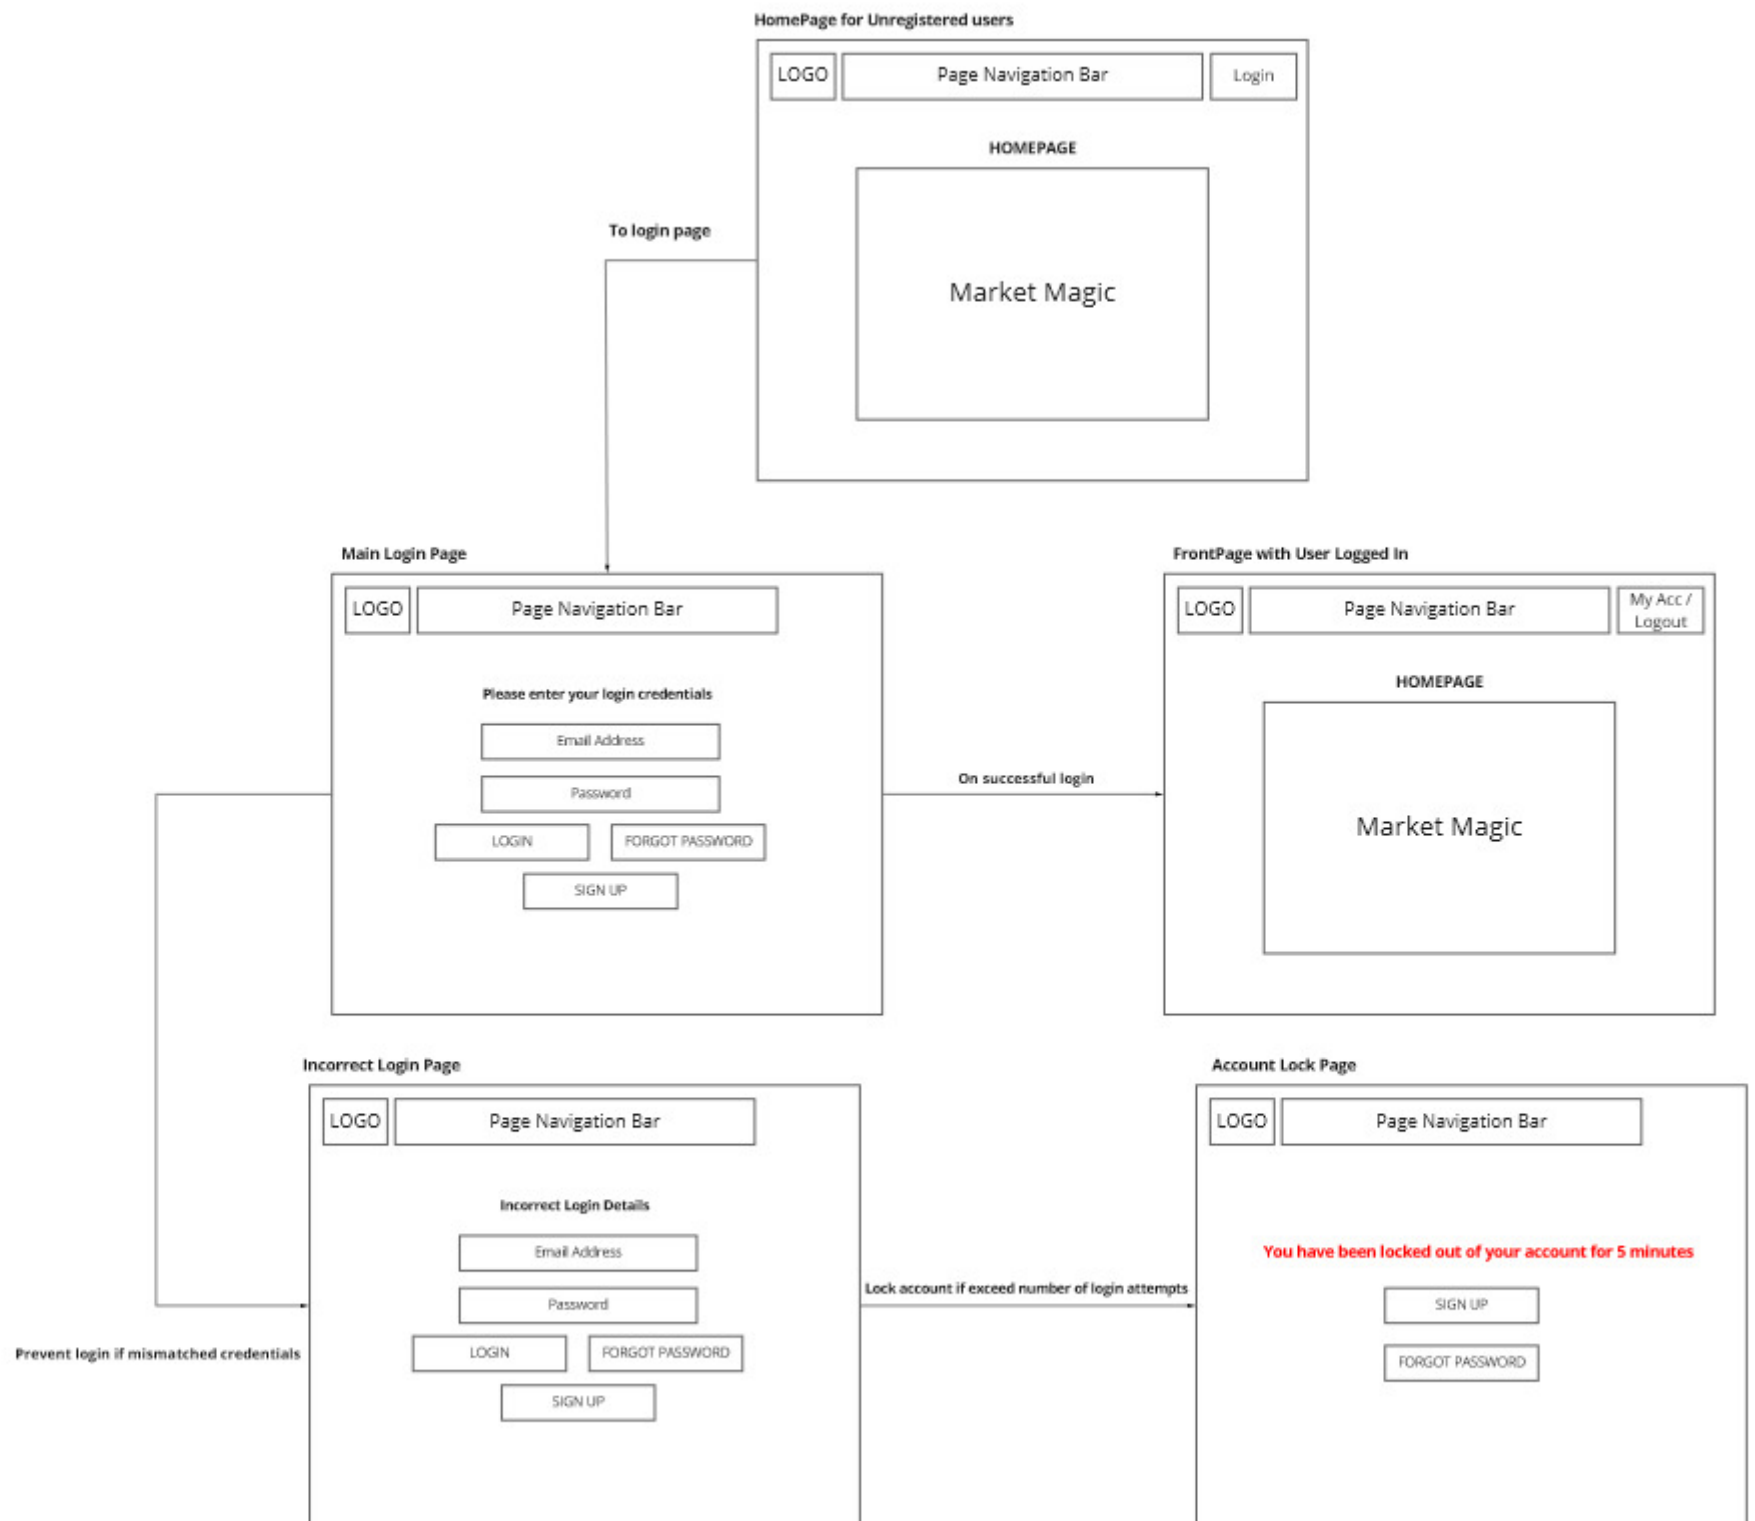 HomePage for Unregistered users
LOGO
Page Navigation Bar
Login
HOMEPAGE
Market Magic
To login page
Main Login Page
LOGO
Page Navigation Bar
Please enter your login credentials
Email Address
Password
LOGIN
FORGOT PASSWORD
SIGN UP
On successful login
FrontPage with User Logged In
LOGO
Page Navigation Bar
My Acc /
Logout
HOMEPAGE
Market Magic
Prevent login if mismatched credentials
Incorrect Login Page
LOGO
Page Navigation Bar
Incorrect Login Details
Email Address
Password
LOGIN
FORGOT PASSWORD
SIGN UP
Lock account if exceed number of login attempts
Account Lock Page
LOGO
Page Navigation Bar
You have been locked out of your account for 5 minutes
SIGN UP
FORGOT PASSWORD